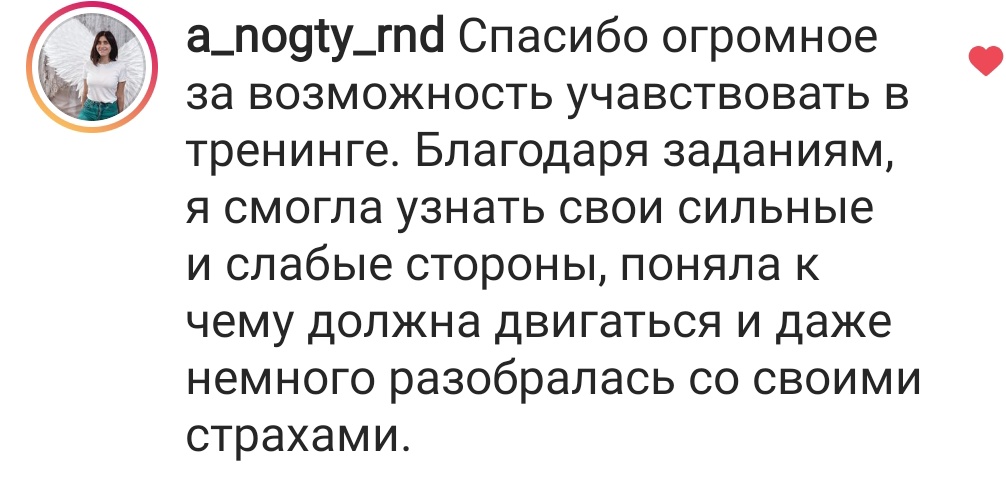 a_nogty_rnd Спасибо огромное
за возможность учавствовать в
тренинге. Благодаря заданиям,
я смогла узнать свои сильные
и слабые стороны, поняла к
чему должна двигаться и даже
немного разобралась со своими
страхами.